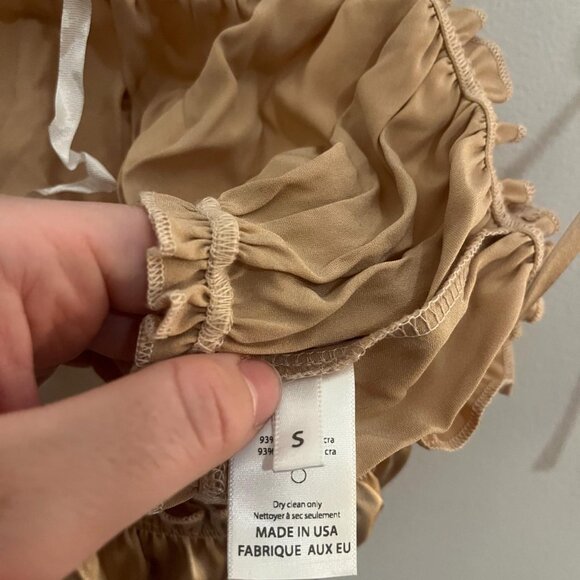 S
Dry clean only
Nettoyer à sec seulement
MADE IN USA
FABRIQUE AUX EU